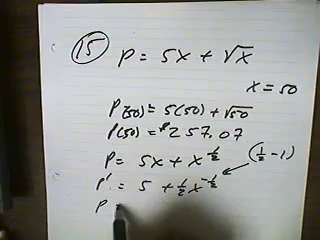 15 P = 5x + √x
x = 50
P(50) = 5(50) + √50
P(50) = $257.07
P = 5x + x^½
(½ - 1)
P' = 5 + ½x^-½
P =